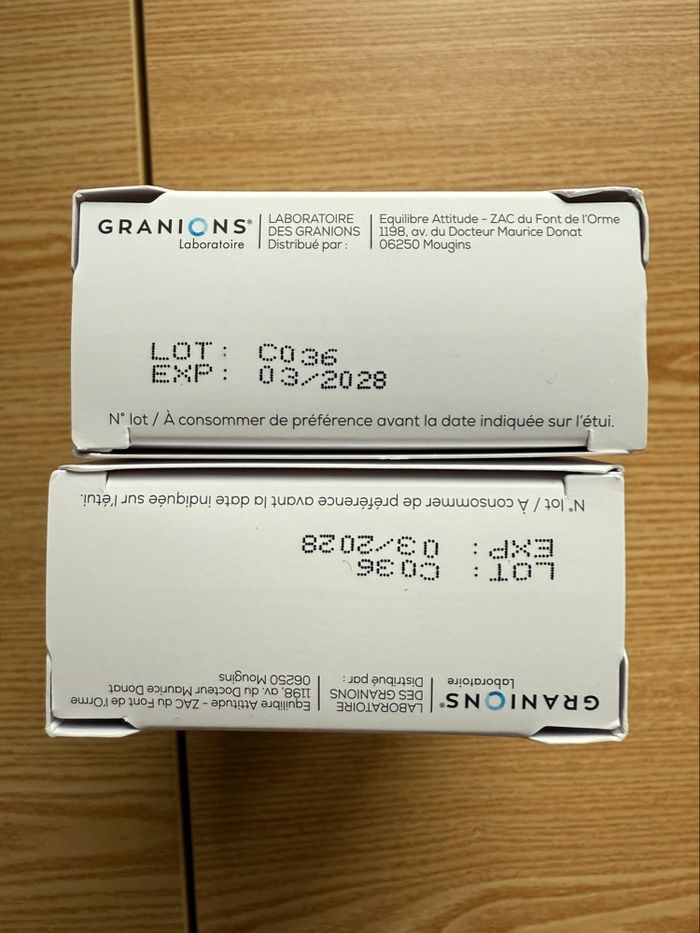 GRANIONS®
Laboratoire
LABORATOIRE
DES GRANIONS
Distribué par :
Equilibre Attitude - ZAC du Font de l'Orme
1198, av. du Docteur Maurice Donat
06250 Mougins
LOT: C036
EXP: 03/2028
N° lot / À consommer de préférence avant la date indiquée sur l'étui.
GRANIONS®
Laboratoire
LABORATOIRE
DES GRANIONS
Distribué par :
Equilibre Attitude - ZAC du Font de l'Orme
1198, av. du Docteur Maurice Donat
06250 Mougins
LOT: C036
EXP: 03/2028
N° lot / À consommer de préférence avant la date indiquée sur l'étui.